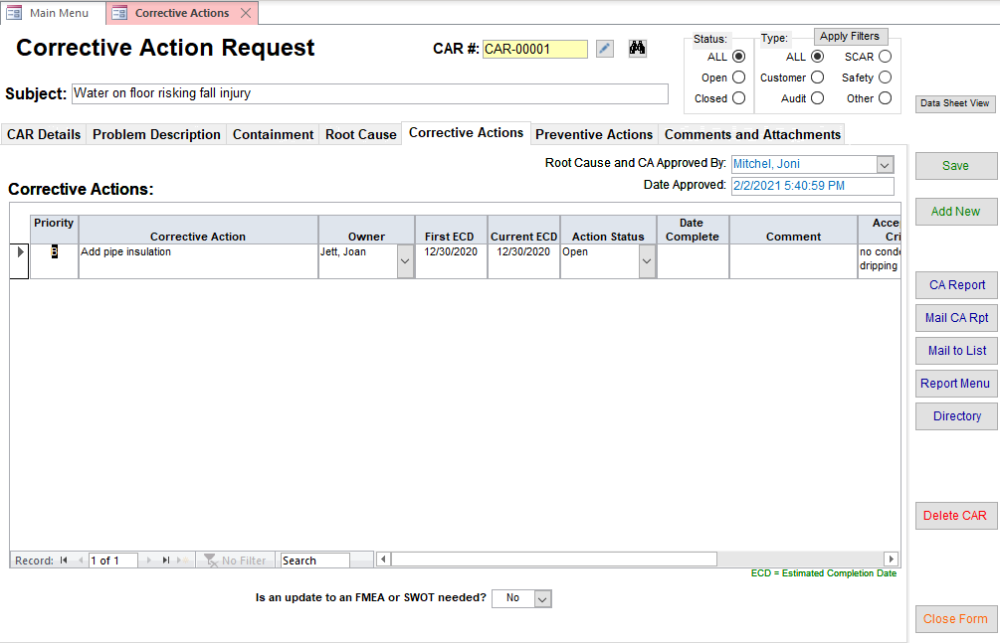 Main Menu
Corrective Actions
Corrective Action Request
CAR #: CAR-00001
Status:
ALL
Open
Closed
Type:
ALL
Customer
Audit
Apply Filters
SCAR
Safety
Other
Data Sheet View
Subject: Water on floor risking fall injury
CAR Details
Problem Description
Containment
Root Cause
Corrective Actions
Preventive Actions
Comments and Attachments
Root Cause and CA Approved By: Mitchel, Joni
Date Approved: 2/2/2021 5:40:59 PM
Corrective Actions:
Priority
Corrective Action
Owner
First ECD
Current ECD
Action Status
Date
Complete
Comment
Acce
Cri
B
Add pipe insulation
Jett, Joan
12/30/2020
12/30/2020
Open
no cond
dripping
Record: 1 of 1
No Filter
Search
ECD = Estimated Completion Date
Is an update to an FMEA or SWOT needed? No
Save
Add New
CA Report
Mail CA Rpt
Mail to List
Report Menu
Directory
Delete CAR
Close Form